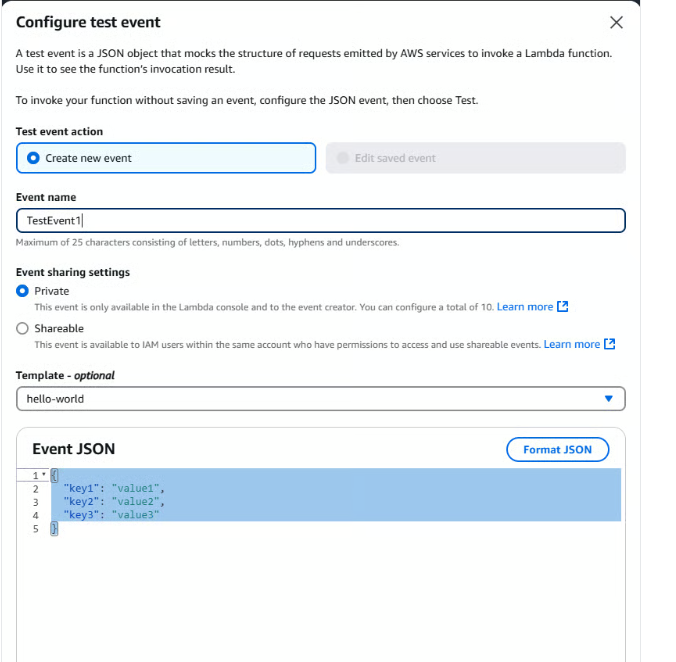 Configure test event
A test event is a JSON object that mocks the structure of requests emitted by AWS services to invoke a Lambda function.
Use it to see the function's invocation result.
To invoke your function without saving an event, configure the JSON event, then choose Test.
Test event action
Create new event
Edit saved event
Event name
TestEvent1
Maximum of 25 characters consisting of letters, numbers, dots, hyphens and underscores.
Event sharing settings
Private
This event is only available in the Lambda console and to the event creator. You can configure a total of 10. Learn more
Shareable
This event is available to IAM users within the same account who have permissions to access and use shareable events. Learn more
Template - optional
hello-world
Event JSON
Format JSON
1 {
2 "key1": "value1",
3 "key2": "value2",
4 "key3": "value3"
5 }